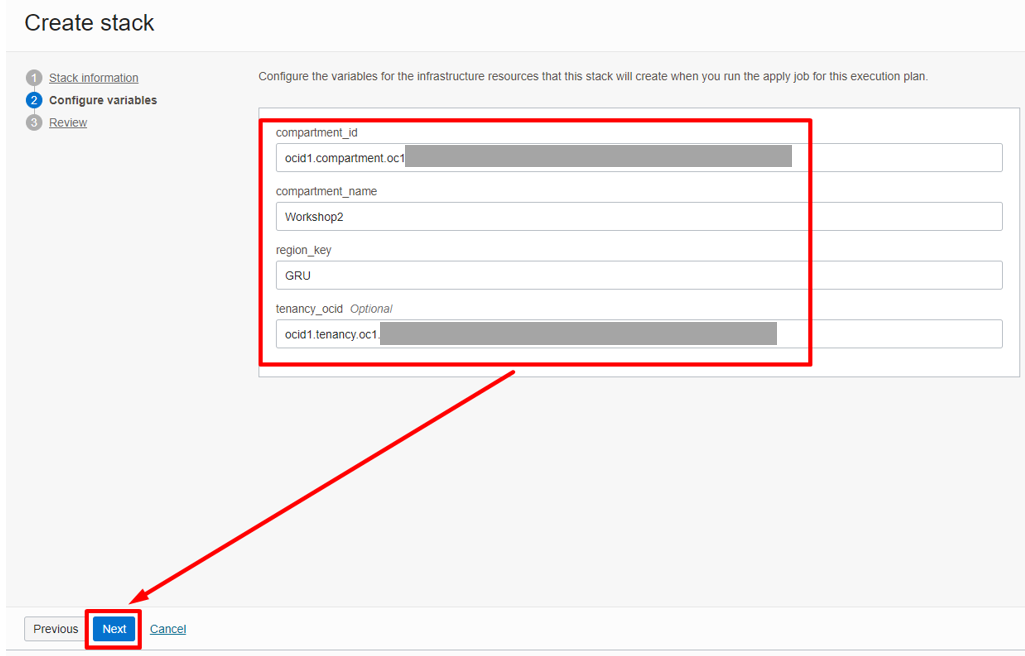 Create stack
1 Stack information
2 Configure variables
3 Review
Configure the variables for the infrastructure resources that this stack will create when you run the apply job for this execution plan.
compartment_id
ocid1.compartment.oc1
compartment_name
Workshop2
region_key
GRU
tenancy_ocid Optional
ocid1.tenancy.oc1.
Previous Next Cancel